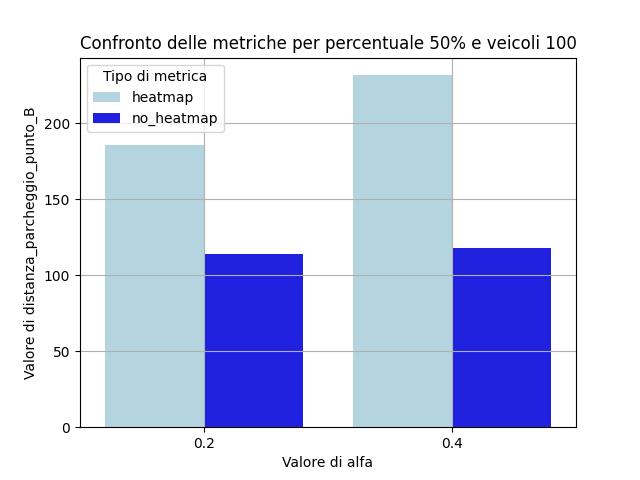 Confronto delle metriche per percentuale 50% e veicoli 100
Tipo di metrica
heatmap
no_heatmap
Valore di distanza_parcheggio_punto_B
200
150
100
50
0
0.2
0.4
Valore di alfa